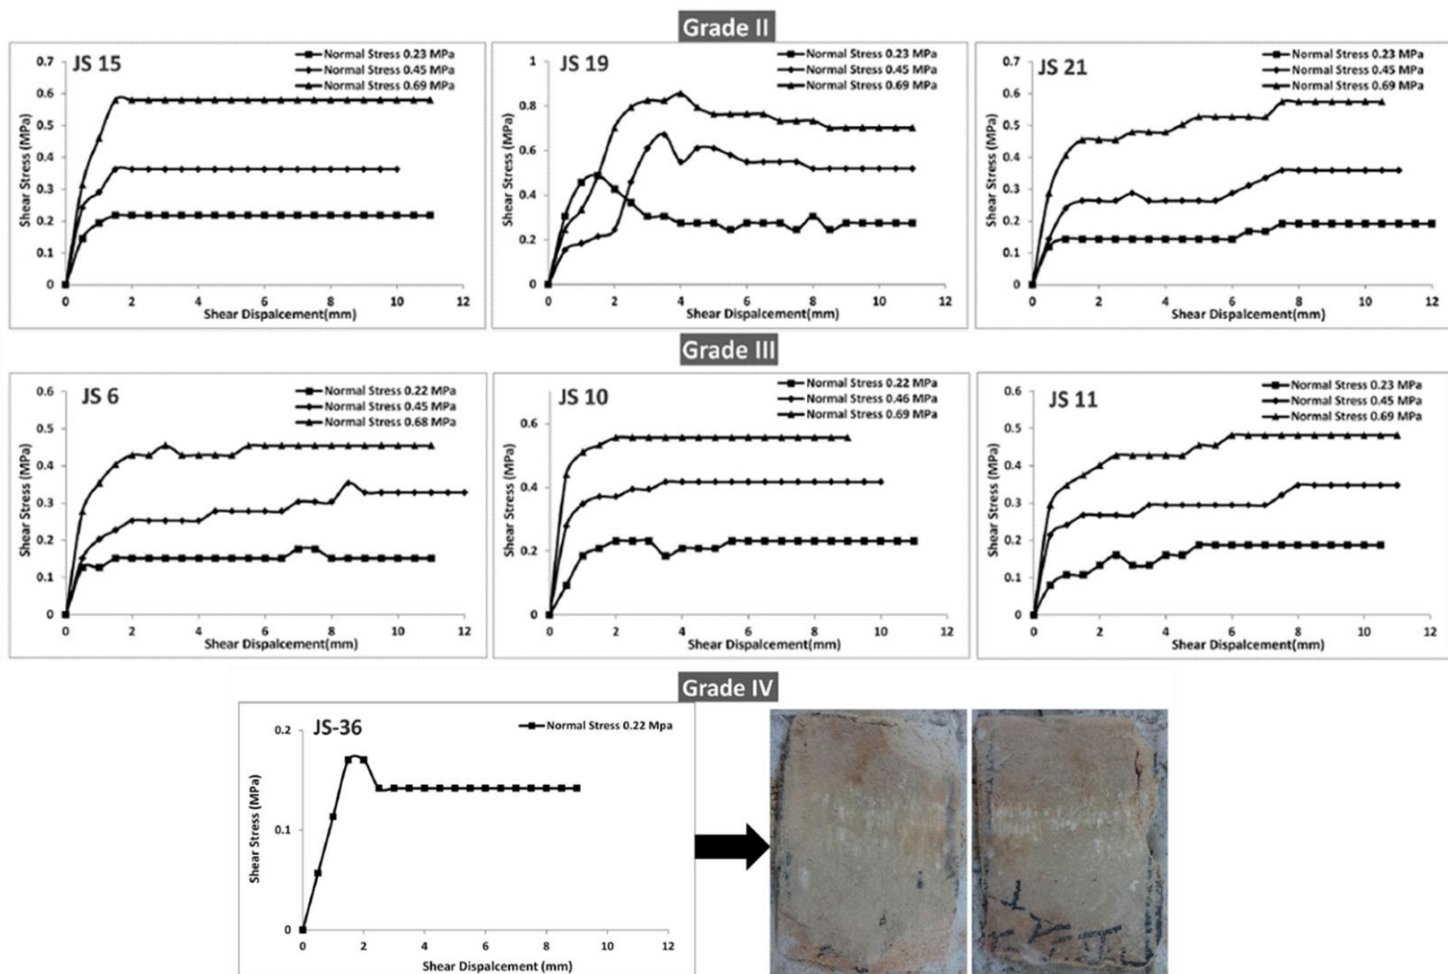 Grade II
JS 15
Normal Stress 0.23 MPa
Normal Stress 0.45 MPa
Normal Stress 0.69 MPa
Shear Stress (MPa)
0.7
0.6
0.5
0.4
0.3
0.2
0.1
0
0 2 4 6 8 10 12
Shear Dispalcement(mm)
JS 19
Normal Stress 0.23 MPa
Normal Stress 0.45 MPa
Normal Stress 0.69 MPa
Shear Stress (MPa)
1
0.8
0.6
0.4
0.2
0
0 2 4 6 8 10 12
Shear Dispalcement(mm)
JS 21
Normal Stress 0.23 MPa
Normal Stress 0.45 MPa
Normal Stress 0.69 MPa
Shear Stress (MPa)
0.7
0.6
0.5
0.4
0.3
0.2
0.1
0
0 2 4 6 8 10 12
Shear Dispalcement(mm)
Grade III
JS 6
Normal Stress 0.22 MPa
Normal Stress 0.45 MPa
Normal Stress 0.68 MPa
Shear Stress (MPa)
0.6
0.5
0.4
0.3
0.2
0.1
0
0 2 4 6 8 10 12
Shear Dispalcement(mm)
JS 10
Normal Stress 0.22 MPa
Normal Stress 0.46 MPa
Normal Stress 0.69 MPa
Shear Stress (MPa)
0.6
0.4
0.2
0
0 2 4 6 8 10 12
Shear Dispalcement(mm)
JS 11
Normal Stress 0.23 MPa
Normal Stress 0.45 MPa
Normal Stress 0.69 MPa
Shear Stress (MPa)
0.6
0.5
0.4
0.3
0.2
0.1
0
0 2 4 6 8 10 12
Shear Dispalcement(mm)
Grade IV
JS-36
Normal Stress 0.22 Mpa
Shear Stress (MPa)
0.2
0.1
0
0 2 4 6 8 10 12
Shear Dispalcement (mm)